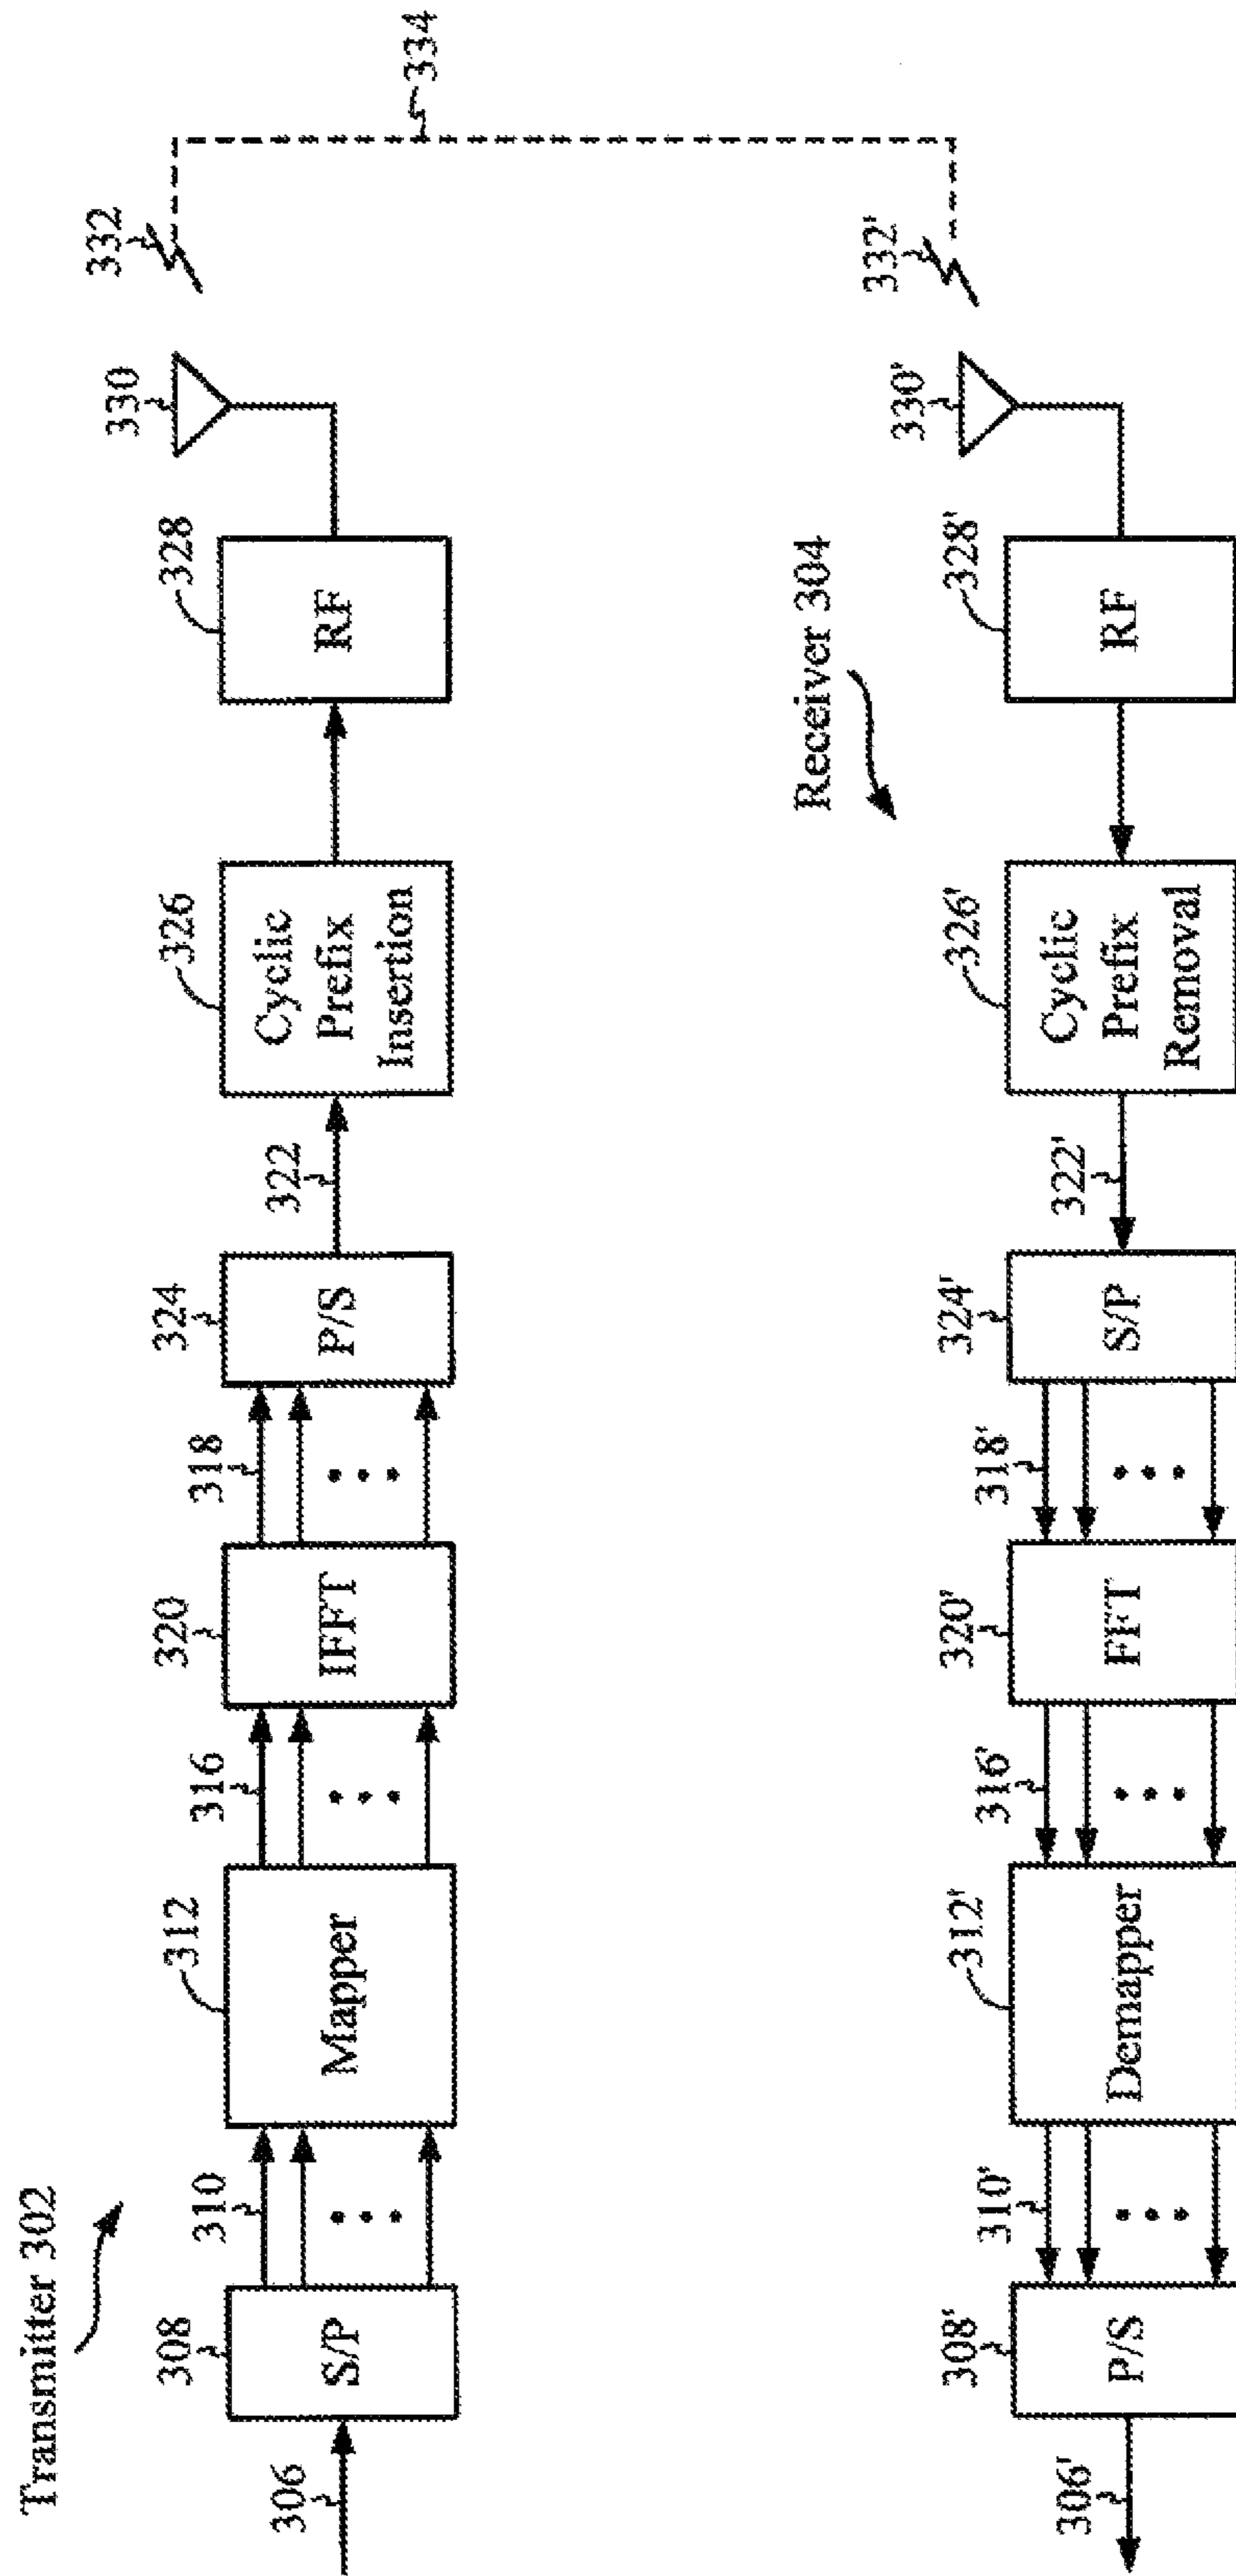 Transmitter 302
306
308
S/P
310
312
Mapper
316
320
IFFT
318
324
P/S
322
326
Cyclic
Prefix
Insertion
328
RF
330
332
334
Receiver 304
306'
308'
P/S
310'
312'
Demapper
316'
320'
FFT
318'
324'
S/P
322'
326'
Cyclic
Prefix
Removal
328'
RF
330'
332'